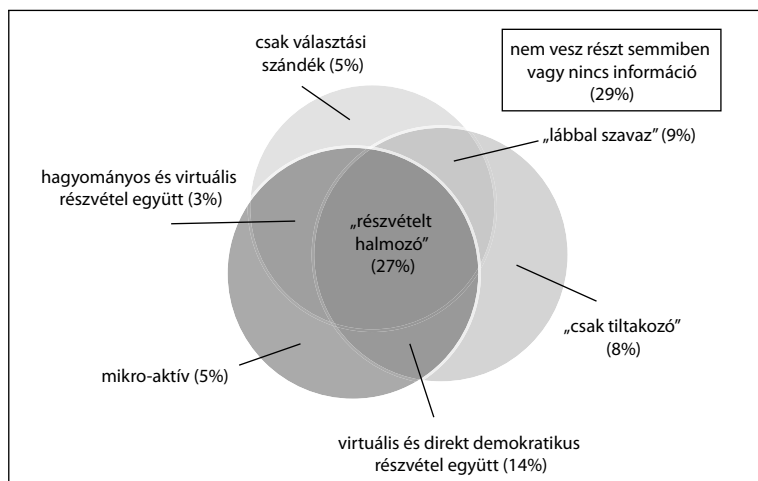 csak választási
szándék (5%)
nem vesz részt semmiben
vagy nincs információ
(29%)
„lábbal szavaz” (9%)
hagyományos és virtuális
részvétel együtt (3%)
„részvételt
halmozó”
(27%)
„csak tiltakozó”
(8%)
mikro-aktív (5%)
virtuális és direkt demokratikus
részvétel együtt (14%)